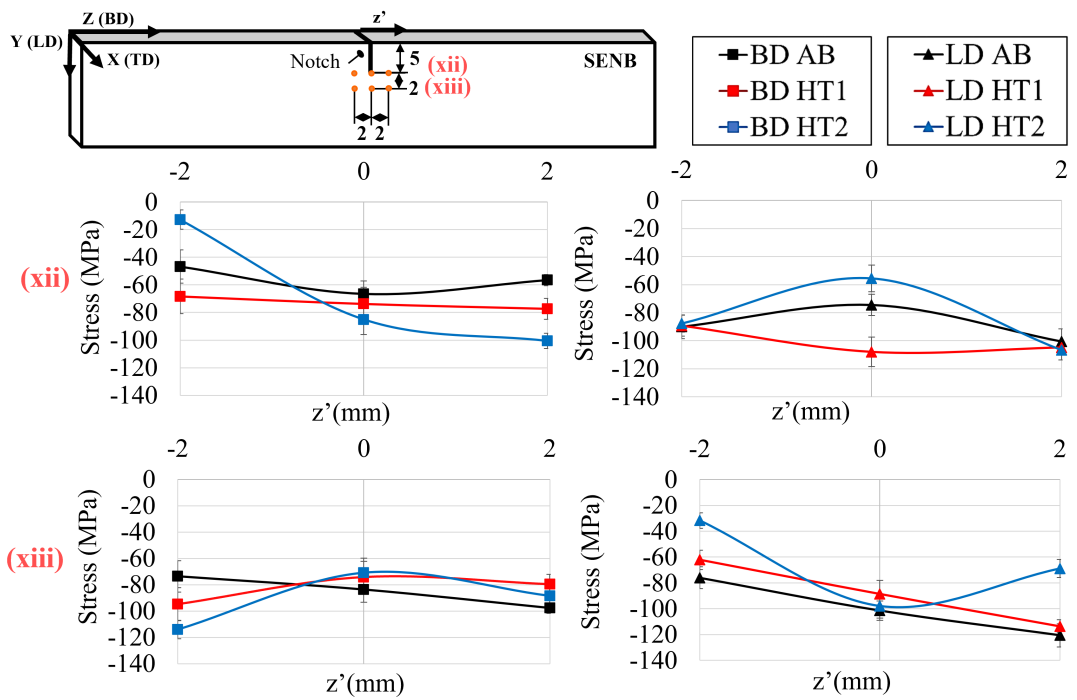 Z (BD)
z'
Y (LD)
X (TD)
Notch
5
(xii)
SENB
2
(xiii)
2 2
BD AB
BD HT1
BD HT2
LD AB
LD HT1
LD HT2
(xii)
-2 0 2
Stress (MPa)
0
-20
-40
-60
-80
-100
-120
-140
z’(mm)
-2 0 2
Stress (MPa)
0
-20
-40
-60
-80
-100
-120
-140
z’(mm)
(xiii)
-2 0 2
Stress (MPa)
0
-20
-40
-60
-80
-100
-120
-140
z’(mm)
-2 0 2
Stress (MPa)
0
-20
-40
-60
-80
-100
-120
-140
z’(mm)